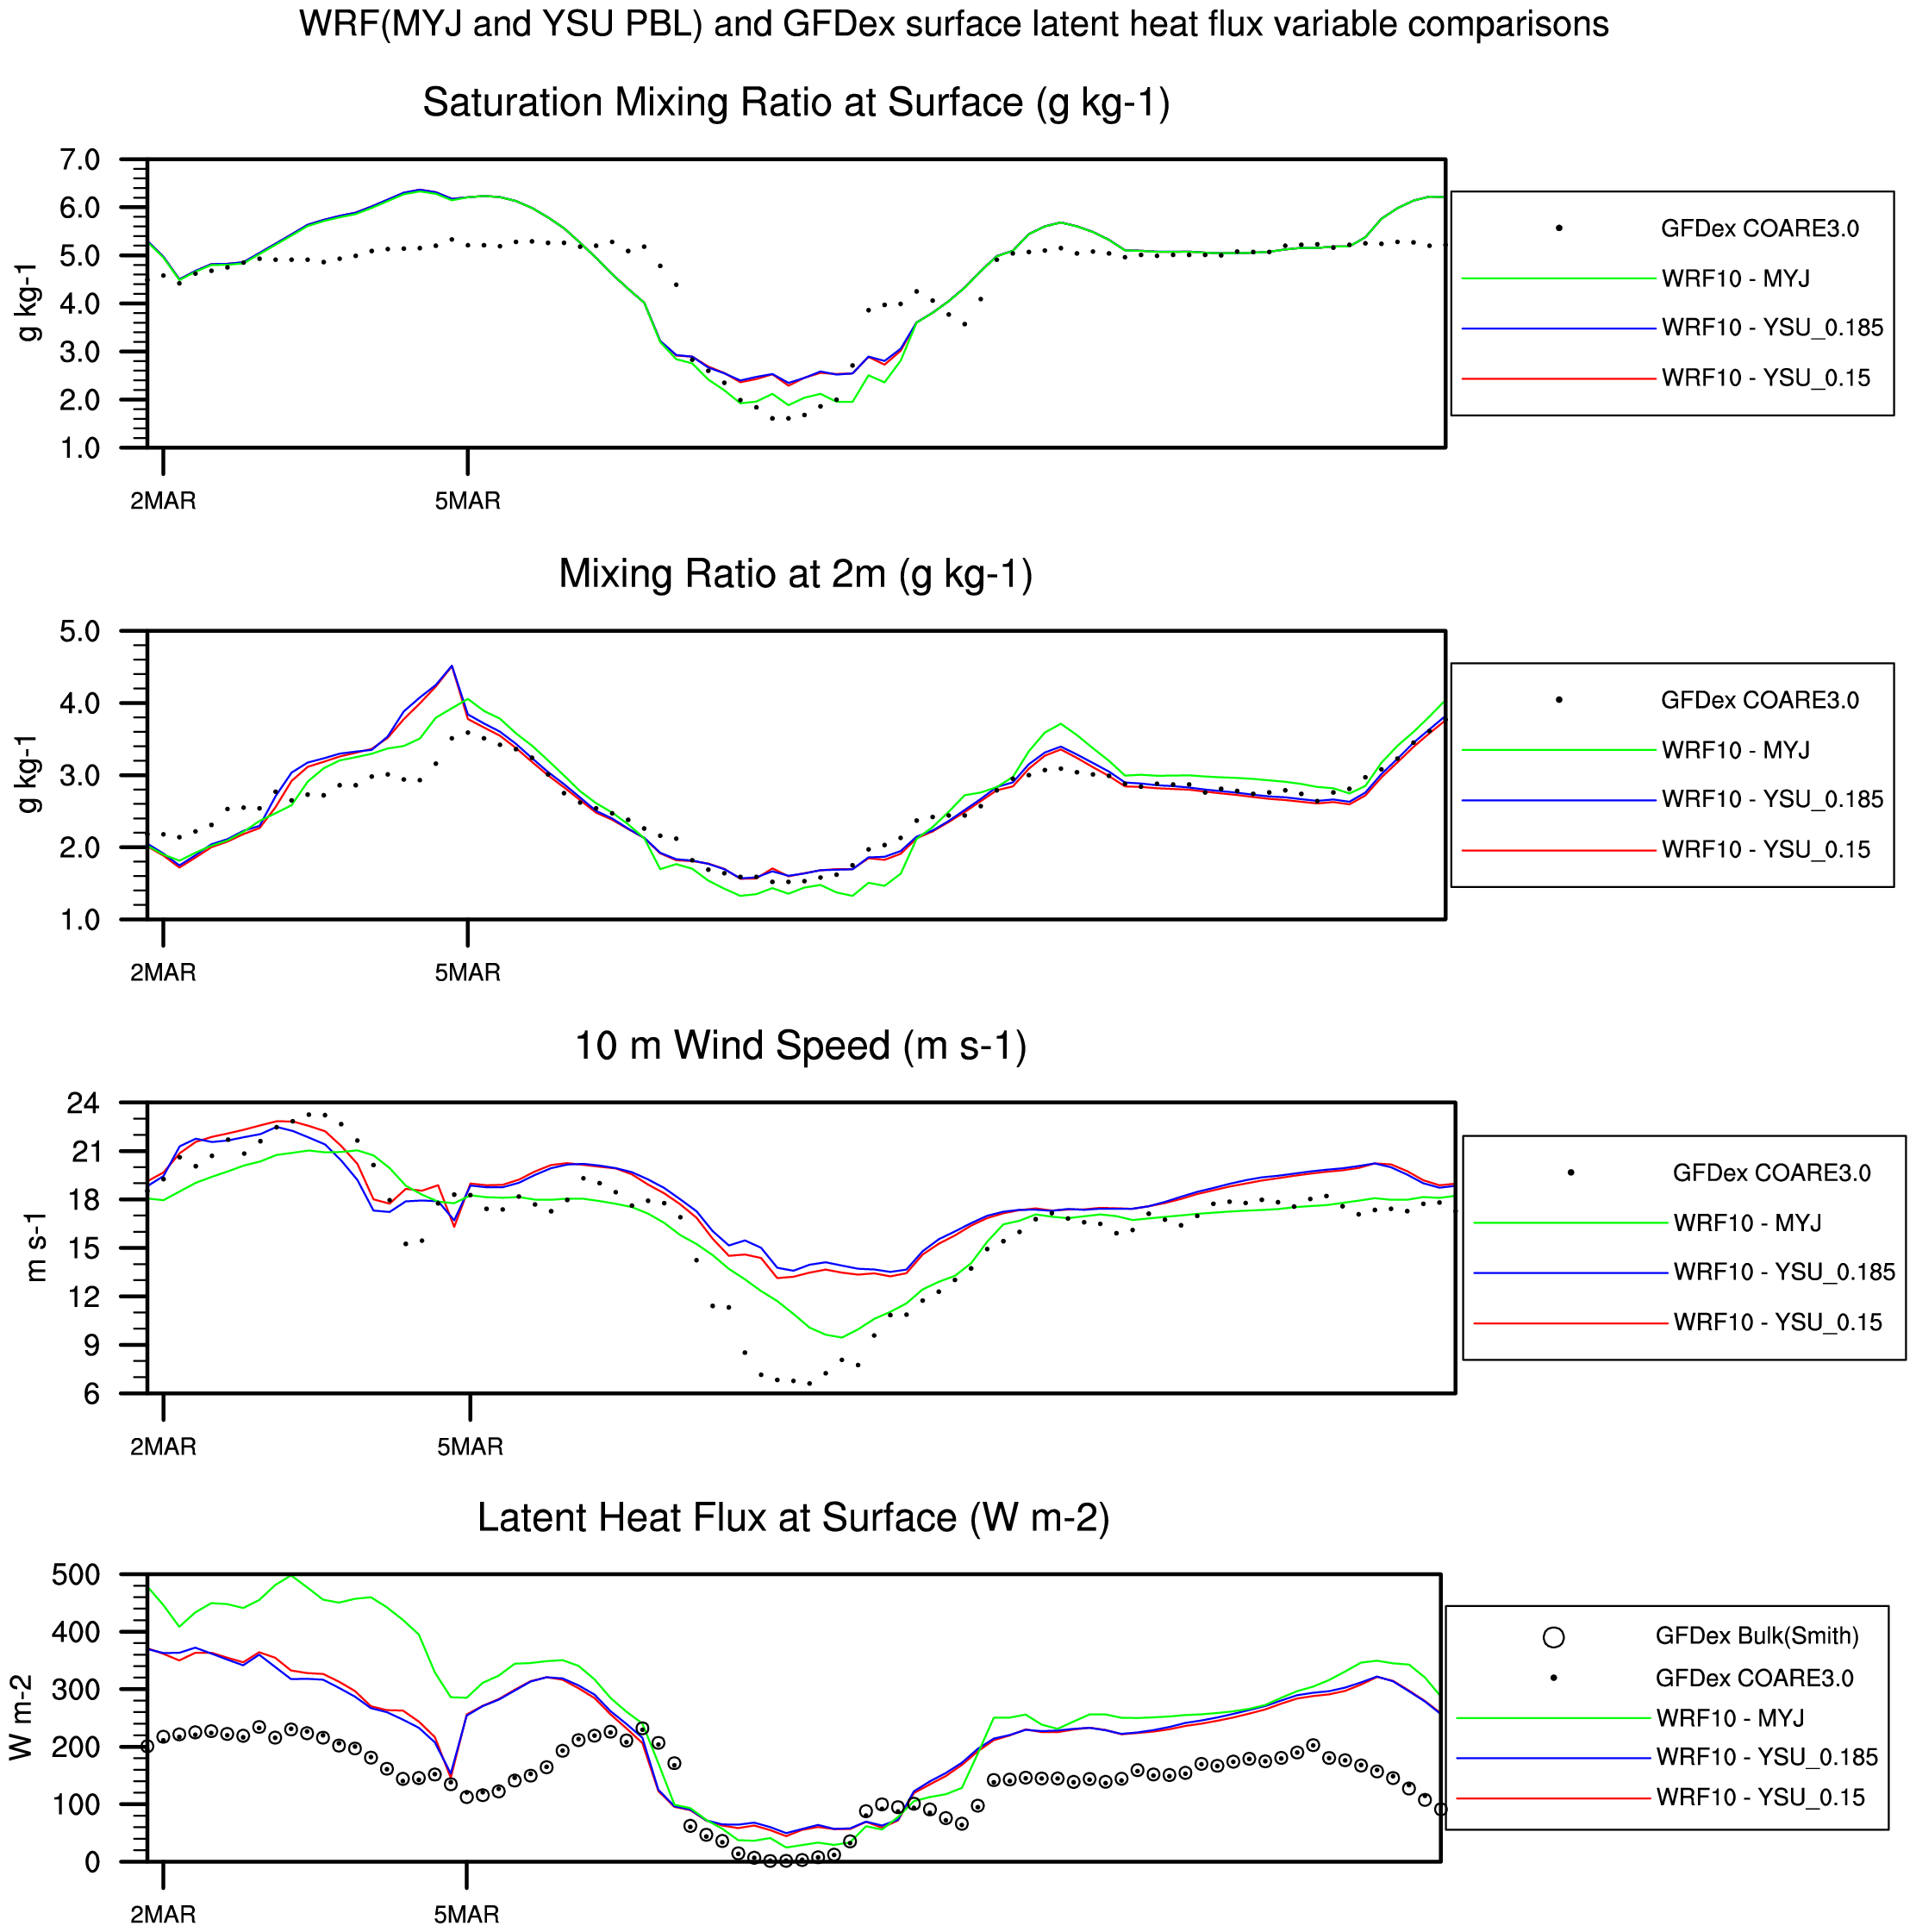 WRF(MYJ and YSU PBL) and GFDex surface latent heat flux variable comparisons
Saturation Mixing Ratio at Surface (g kg-1)
7.0
6.0
5.0
4.0
3.0
2.0
1.0
g kg-1
2MAR
5MAR
GFDex COARE3.0
WRF10 - MYJ
WRF10 - YSU_0.185
WRF10 - YSU_0.15
Mixing Ratio at 2m (g kg-1)
5.0
4.0
3.0
2.0
1.0
g kg-1
2MAR
5MAR
GFDex COARE3.0
WRF10 - MYJ
WRF10 - YSU_0.185
WRF10 - YSU_0.15
10 m Wind Speed (m s-1)
24
21
18
15
12
9
6
m s-1
2MAR
5MAR
GFDex COARE3.0
WRF10 - MYJ
WRF10 - YSU_0.185
WRF10 - YSU_0.15
Latent Heat Flux at Surface (W m-2)
500
400
300
200
100
0
W m-2
2MAR
5MAR
GFDex Bulk(Smith)
GFDex COARE3.0
WRF10 - MYJ
WRF10 - YSU_0.185
WRF10 - YSU_0.15